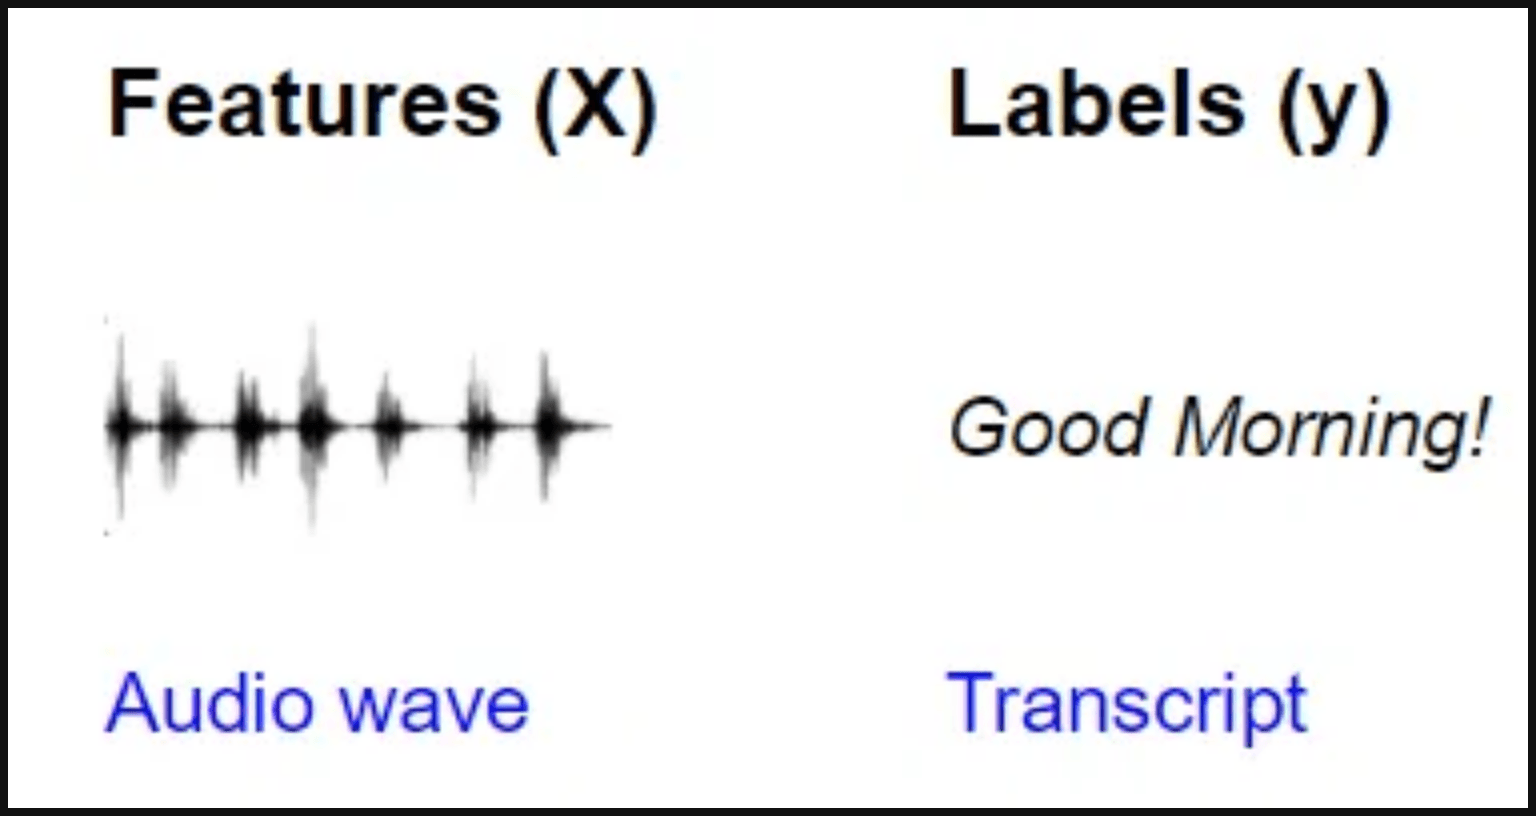 Features (X)
Labels (y)
Good Morning!
Audio wave
Transcript